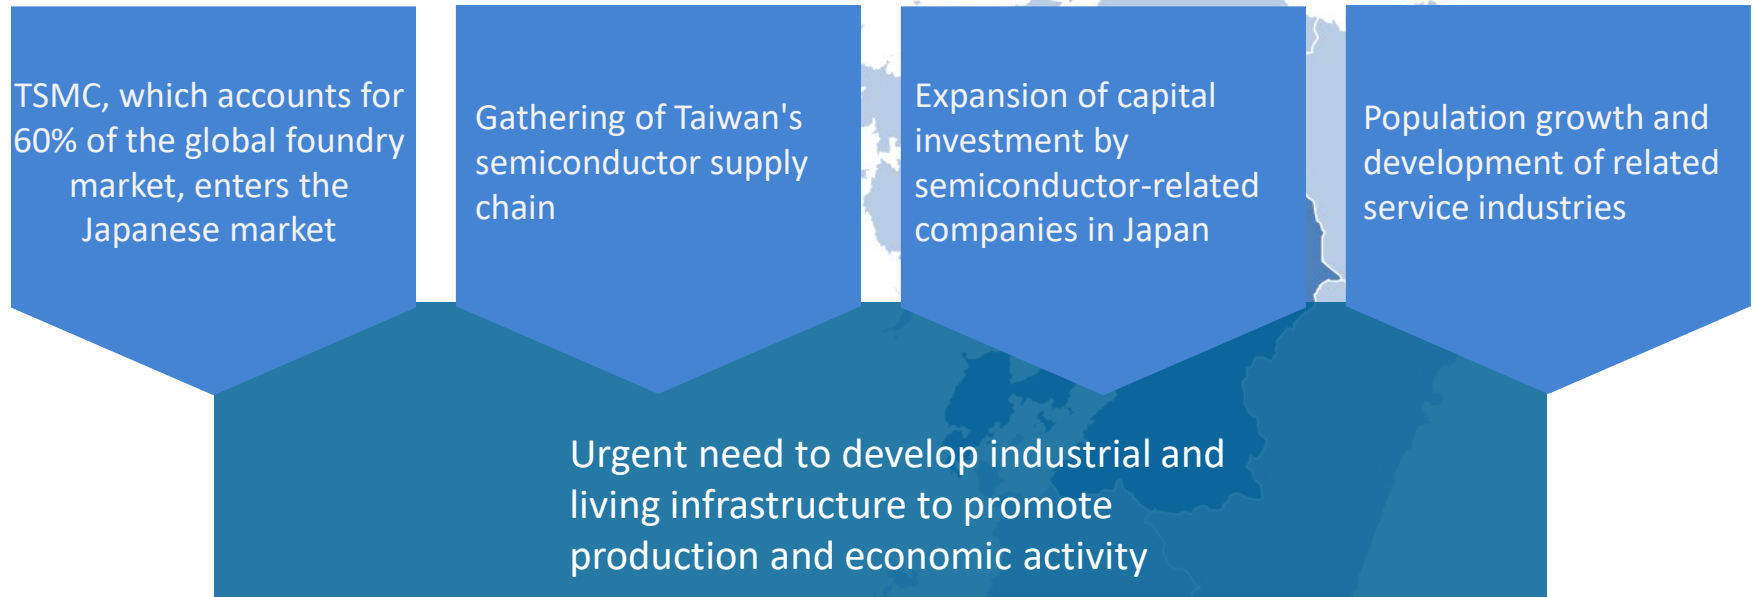 TSMC, which accounts for
60% of the global foundry
market, enters the
Japanese market
Gathering of Taiwan's
semiconductor supply
chain
Expansion of capital
investment by
semiconductor-related
companies in Japan
Population growth and
development of related
service industries
Urgent need to develop industrial and
living infrastructure to promote
production and economic activity